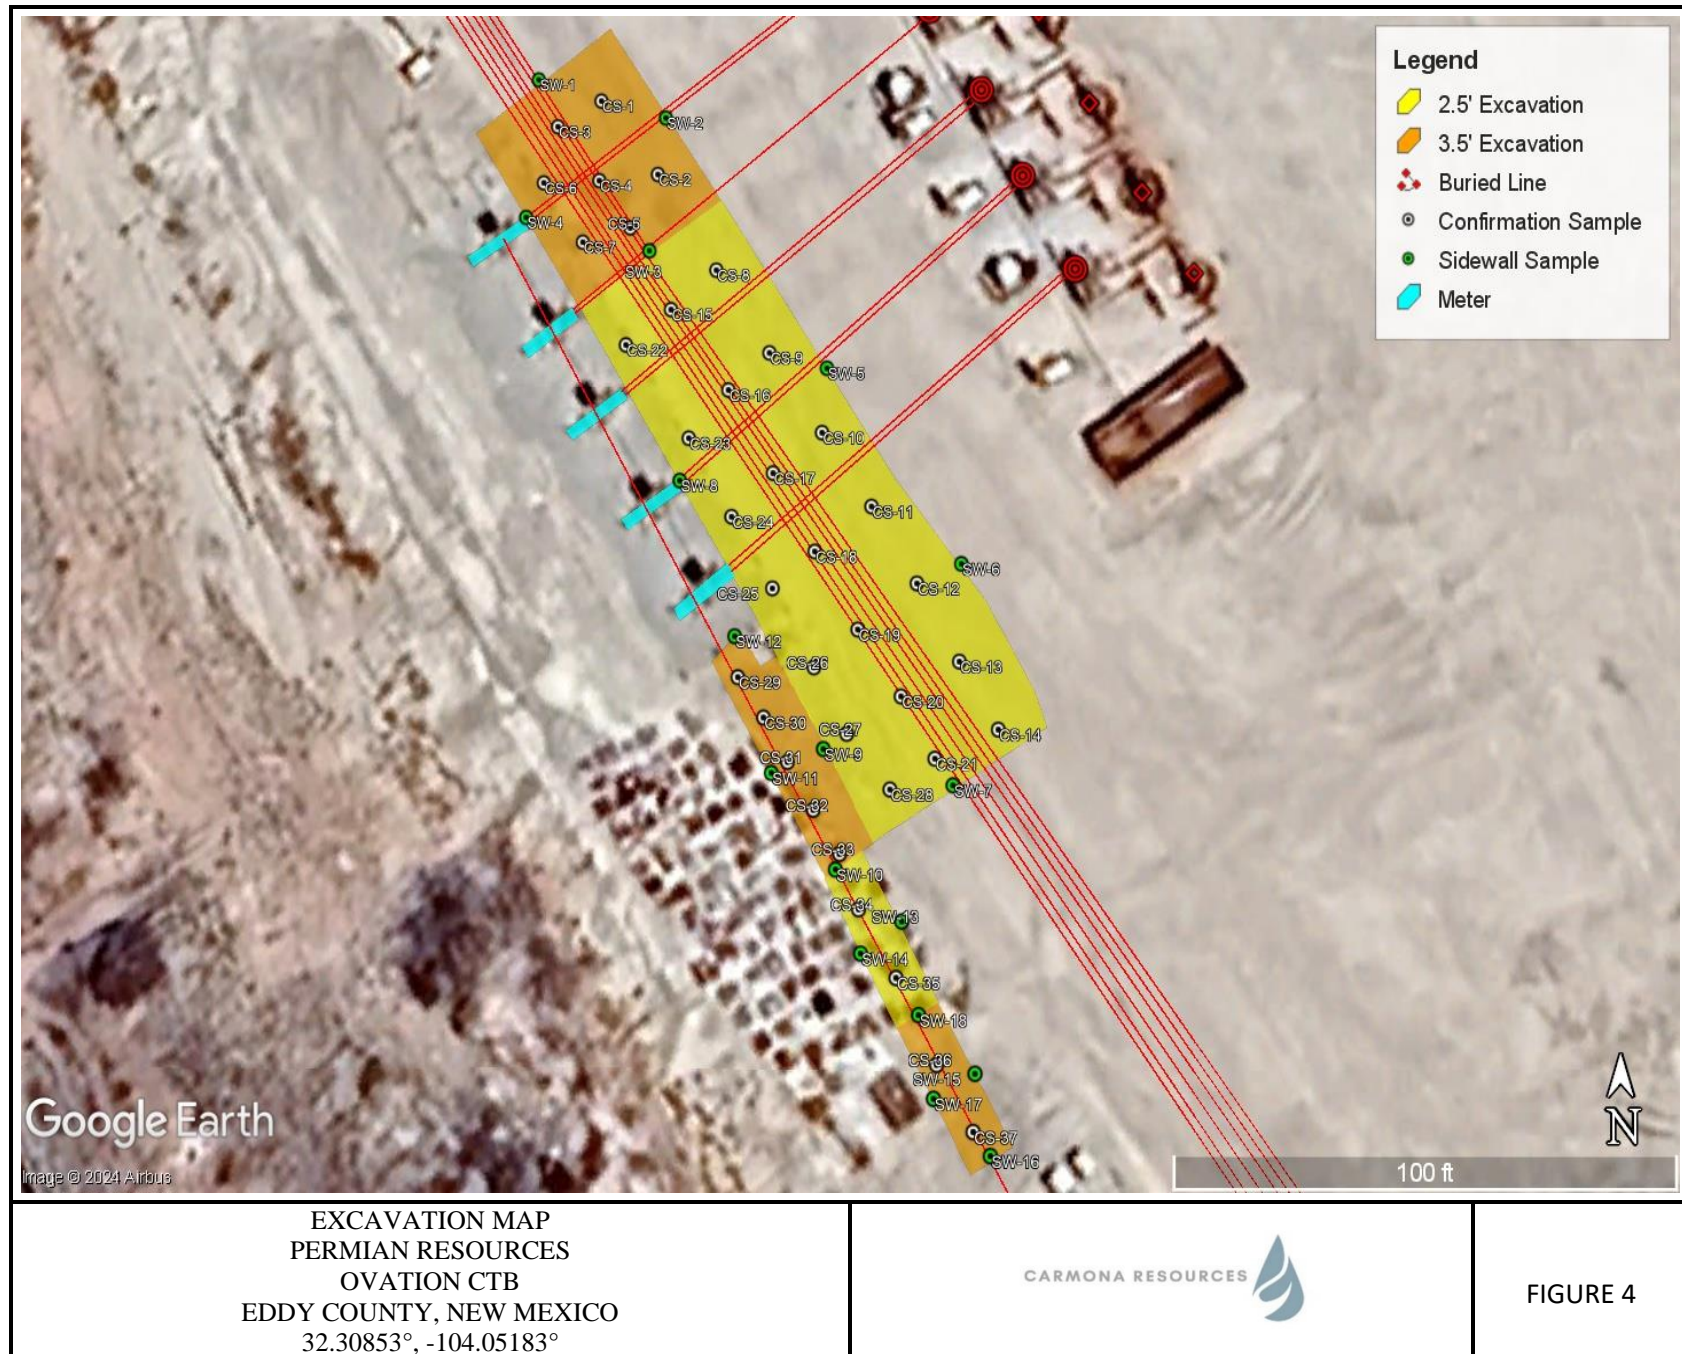 Legend
2.5' Excavation
3.5' Excavation
Buried Line
Confirmation Sample
Sidewall Sample
Meter
SW-1
CS-1
CS-3
SW-2
CS-6
CS-4
CS-2
SW-4
CS-5
CS-7
SW-3
CS-8
CS-15
CS-22
CS-9
SW-5
CS-16
CS-23
CS-10
SW-8
CS-17
CS-24
CS-11
CS-18
SW-6
CS-25
CS-12
SW-12
CS-19
CS-26
CS-13
CS-29
CS-20
CS-30
CS-27
CS-14
SW-9
CS-31
SW-11
CS-21
CS-28
SW-7
CS-32
CS-33
SW-10
CS-34
SW-13
SW-14
CS-35
SW-18
CS-36
SW-15
SW-17
CS-37
SW-16
Google Earth
Image © 2024 Airbus
N
100 ft
EXCAVATION MAP
PERMIAN RESOURCES
OVATION CTB
EDDY COUNTY, NEW MEXICO
32.30853°, -104.05183°
CARMONA RESOURCES
FIGURE 4